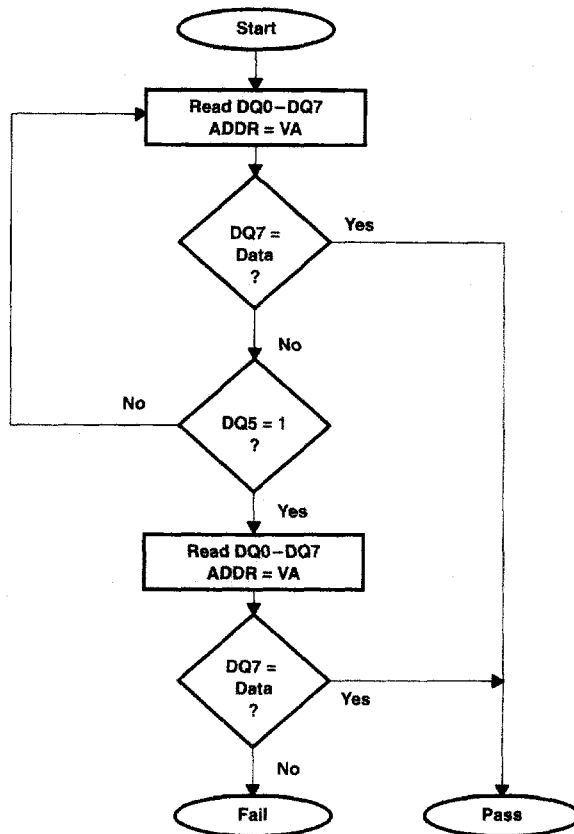 Start
Read DQ0–DQ7
ADDR = VA
DQ7 =
Data
?
Yes
No
DQ5 = 1
?
No
Yes
Read DQ0–DQ7
ADDR = VA
DQ7 =
Data
?
Yes
No
Fail
Pass